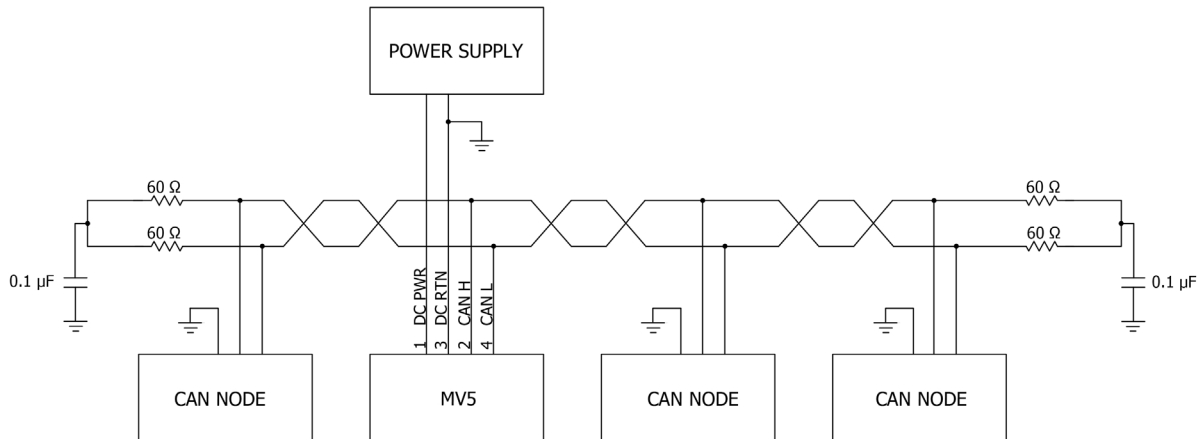 POWER SUPPLY
60 Ω
60 Ω
60 Ω
60 Ω
0.1 µF
0.1 µF
1 DC PWR
3 DC RTN
2 CAN H
4 CAN L
CAN NODE
MV5
CAN NODE
CAN NODE